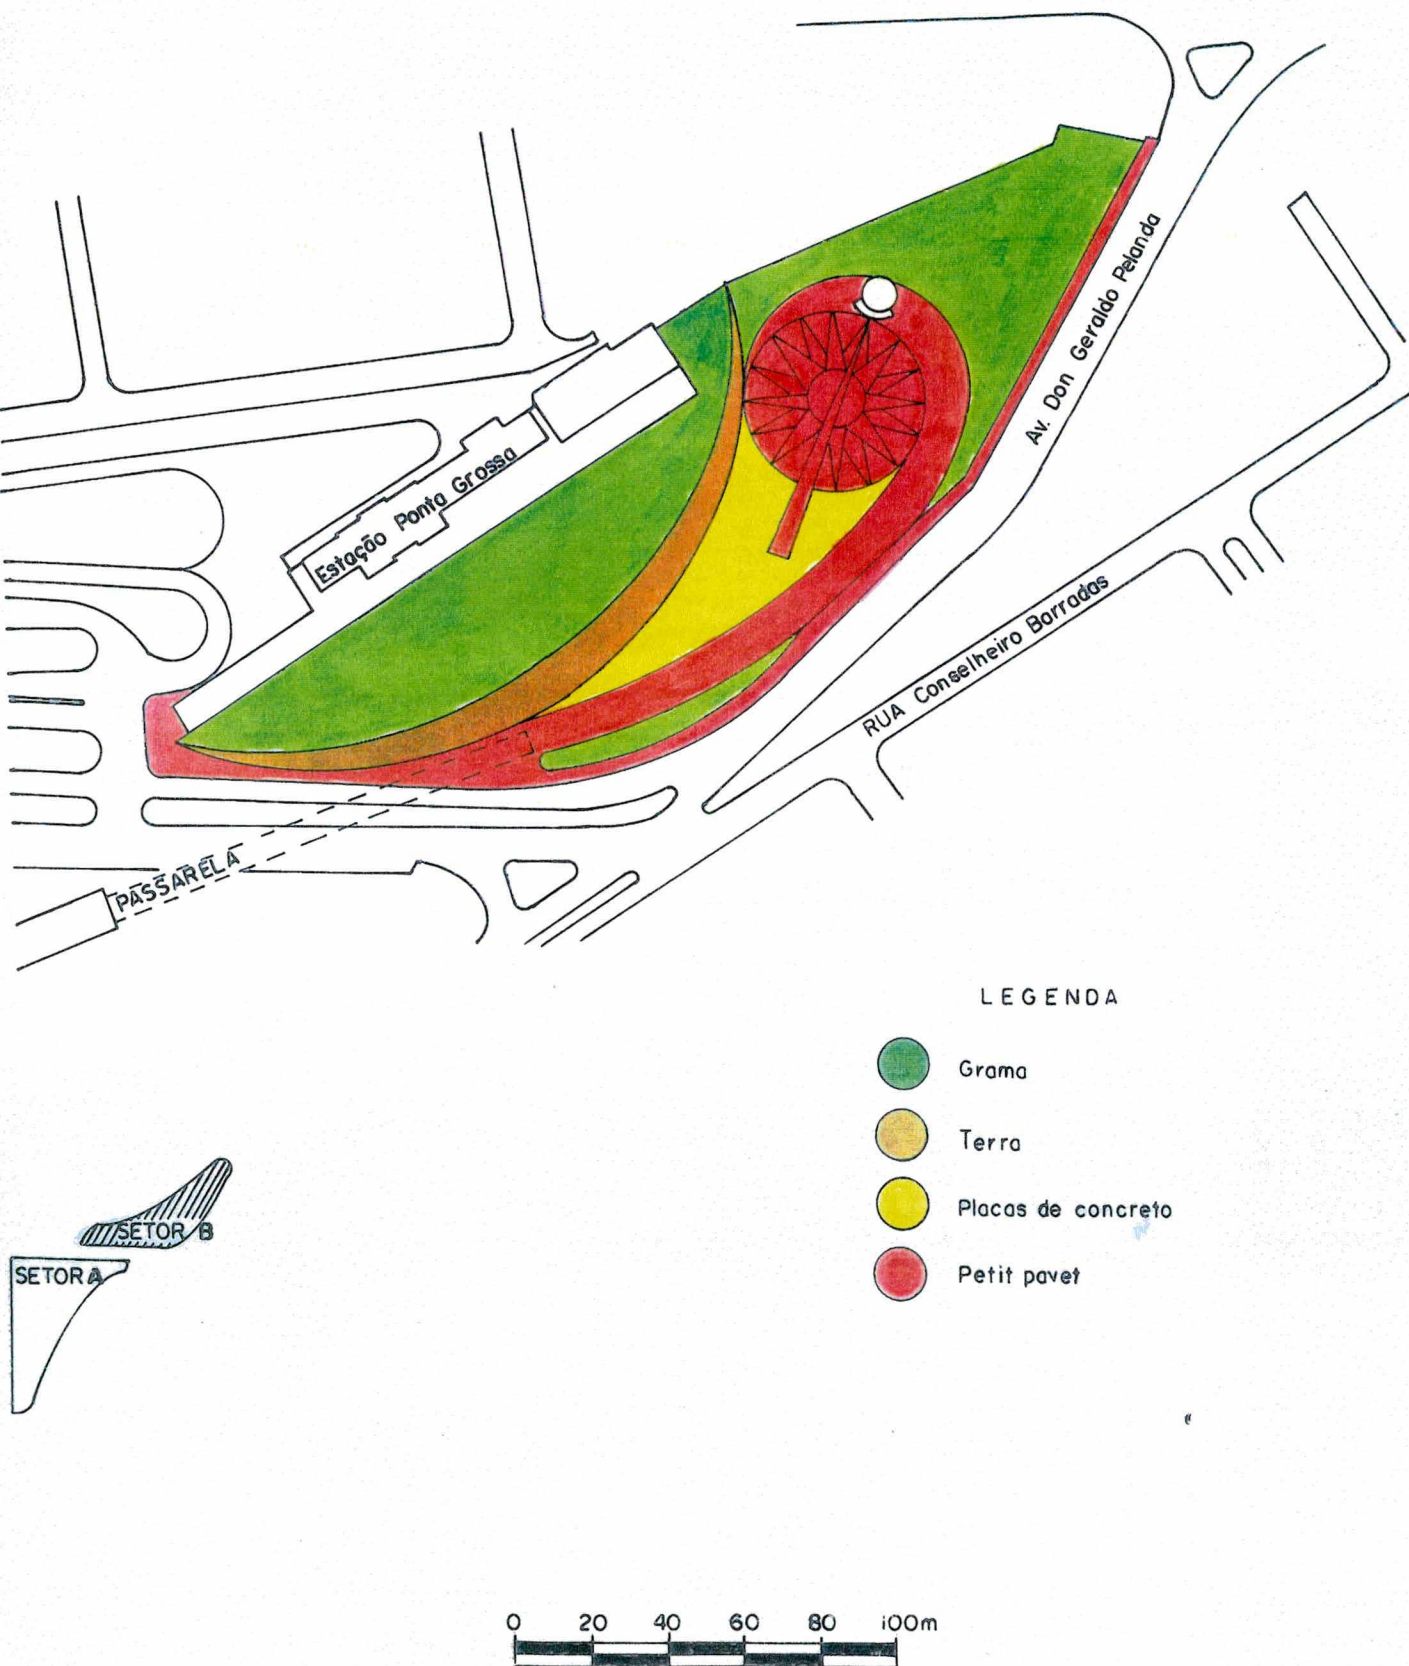 Av. Don Geraldo Pelanda
Estação Ponta Grossa
RUA Conselheiro Barradas
PASSARELA
LEGENDA
Grama
Terra
Placas de concreto
Petit pavet
SETOR B
SETOR A
0 20 40 60 80 100m